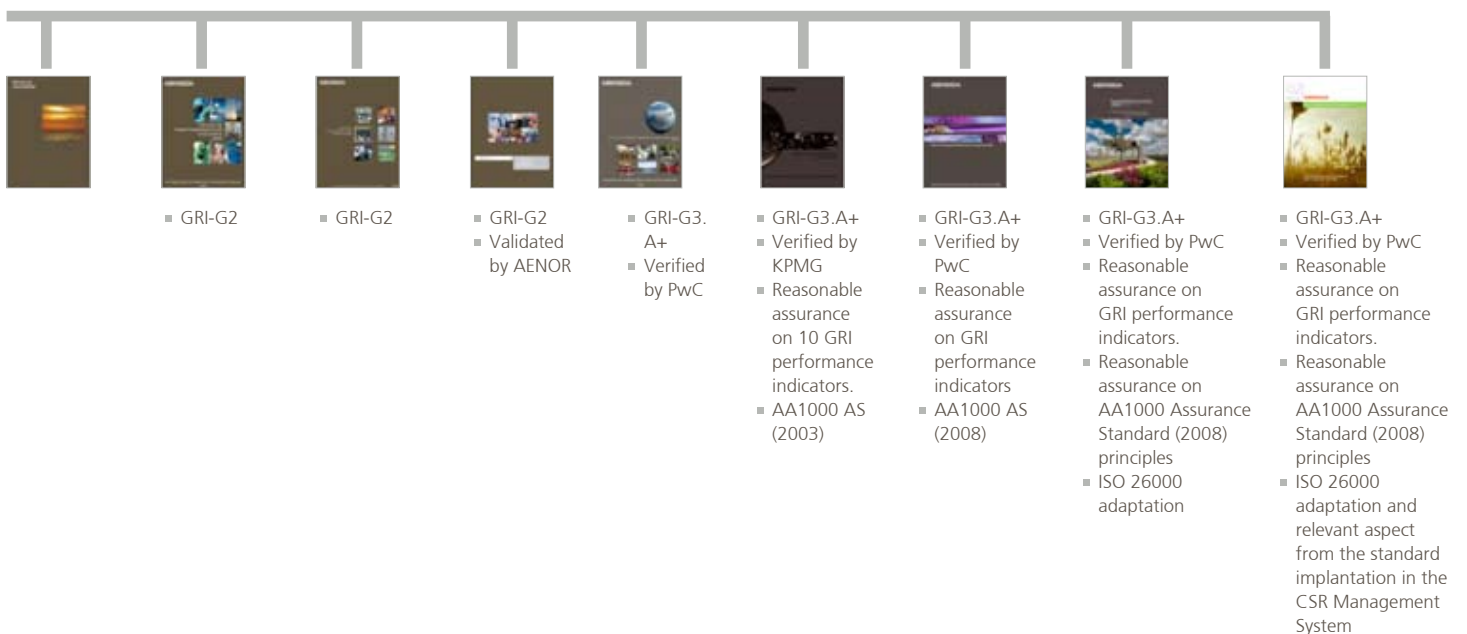 GRI-G2
GRI-G2
GRI-G2
Validated
by AENOR
GRI-G3.
A+
Verified
by PwC
GRI-G3.A+
Verified by
KPMG
Reasonable
assurance
on 10 GRI
performance
indicators.
AA1000 AS
(2003)
GRI-G3.A+
Verified by
PwC
Reasonable
assurance
on GRI
performance
indicators
AA1000 AS
(2008)
GRI-G3.A+
Verified by PwC
Reasonable
assurance on
GRI performance
indicators.
Reasonable
assurance on
AA1000 Assurance
Standard (2008)
principles
ISO 26000
adaptation
GRI-G3.A+
Verified by PwC
Reasonable
assurance on
GRI performance
indicators.
Reasonable
assurance on
AA1000 Assurance
Standard (2008)
principles
ISO 26000
adaptation and
relevant aspect
from the standard
implantation in the
CSR Management
System